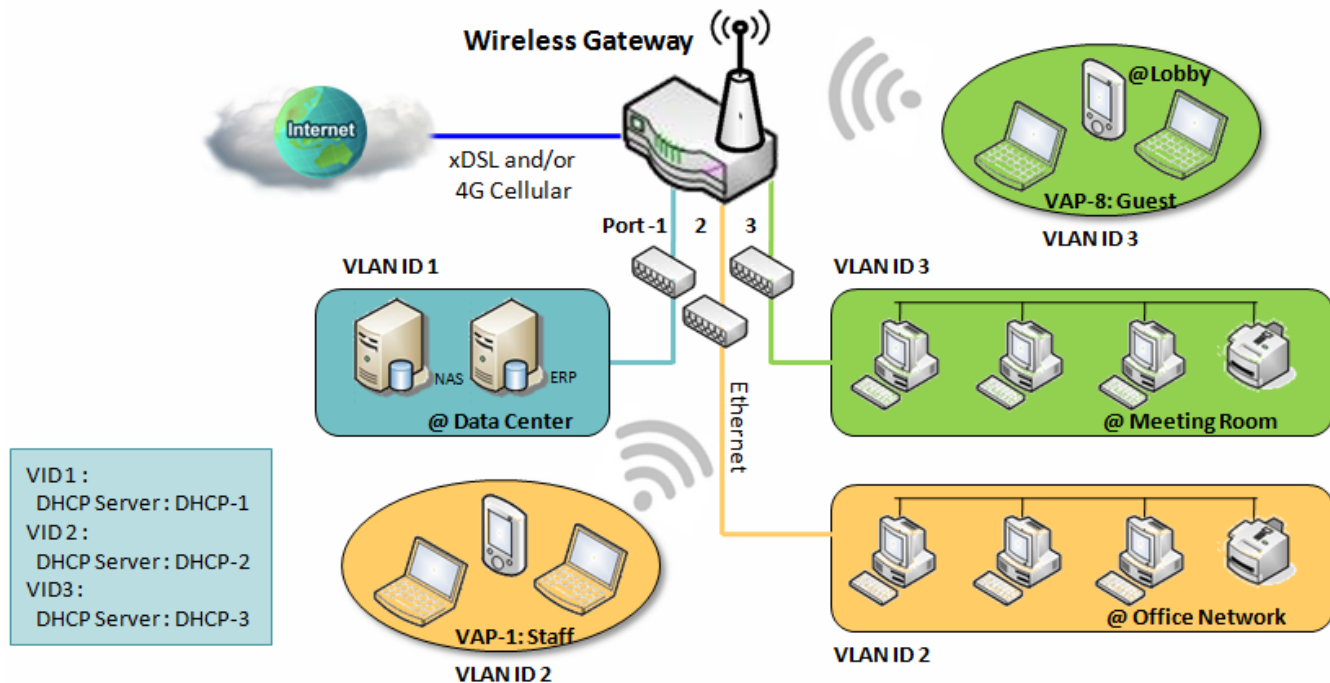 Wireless Gateway
@Lobby
Internet
xDSL and/or
4G Cellular
VAP-8: Guest
VLAN ID 3
Port -1 2 3
VLAN ID 1
VLAN ID 3
NAS
ERP
@ Data Center
Ethernet
@ Meeting Room
VID1 :
DHCP Server : DHCP-1
VID2 :
DHCP Server : DHCP-2
VID3 :
DHCP Server : DHCP-3
VAP-1: Staff
VLAN ID 2
@ Office Network
VLAN ID 2